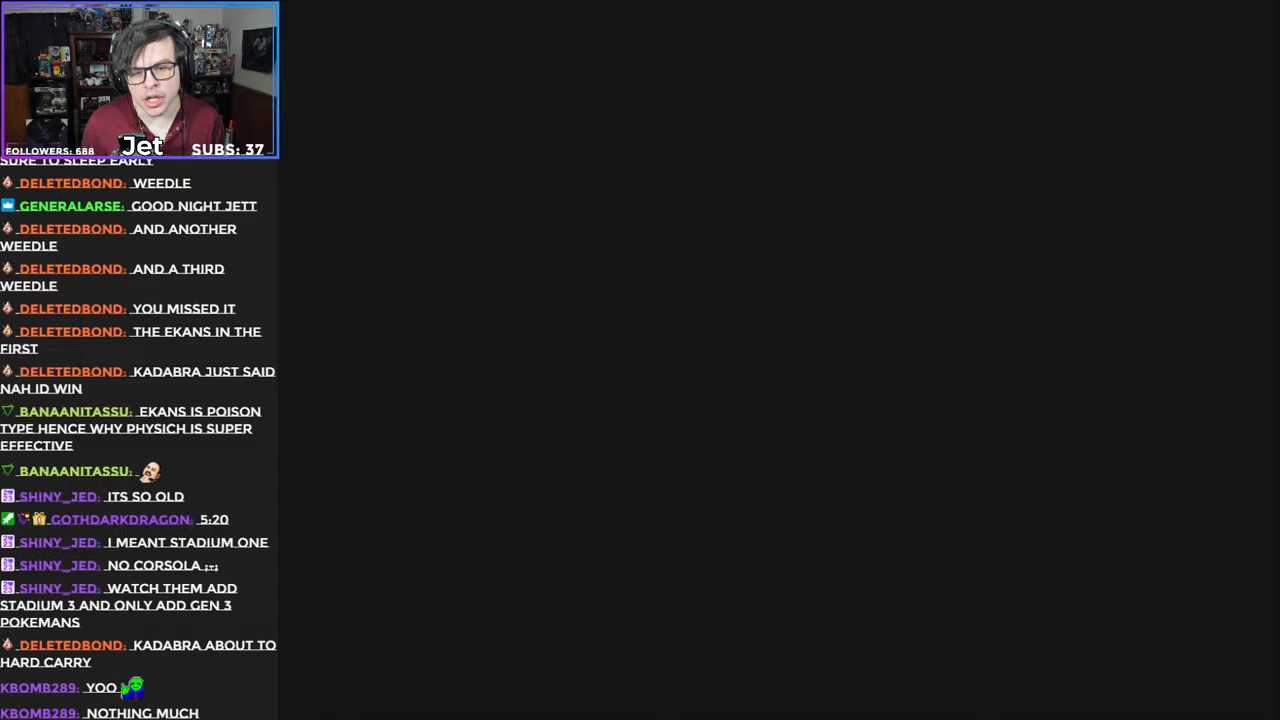 FOLLOWERS: 688
Jet
SUBS: 37
SURE TO SLEEP EARLY
DELETEDBOND: WEEDLE
GENERALARSE: GOOD NIGHT JETT
DELETEDBOND: AND ANOTHER
WEEDLE
DELETEDBOND: AND A THIRD
WEEDLE
DELETEDBOND: YOU MISSED IT
DELETEDBOND: THE EKANS IN THE
FIRST
DELETEDBOND: KADABRA JUST SAID
NAH ID WIN
BANAANITASSU: EKANS IS POISON
TYPE HENCE WHY PHYSICH IS SUPER
EFFECTIVE
BANAANITASSU:
SHINY_JED: ITS SO OLD
GOTHDARKDRAGON: 5:20
SHINY_JED: I MEANT STADIUM ONE
SHINY_JED: NO CORSOLA ;-;
SHINY_JED: WATCH THEM ADD
STADIUM 3 AND ONLY ADD GEN 3
POKEMANS
DELETEDBOND: KADABRA ABOUT TO
HARD CARRY
KBOMB289: YOO
KBOMB289: NOTHING MUCH